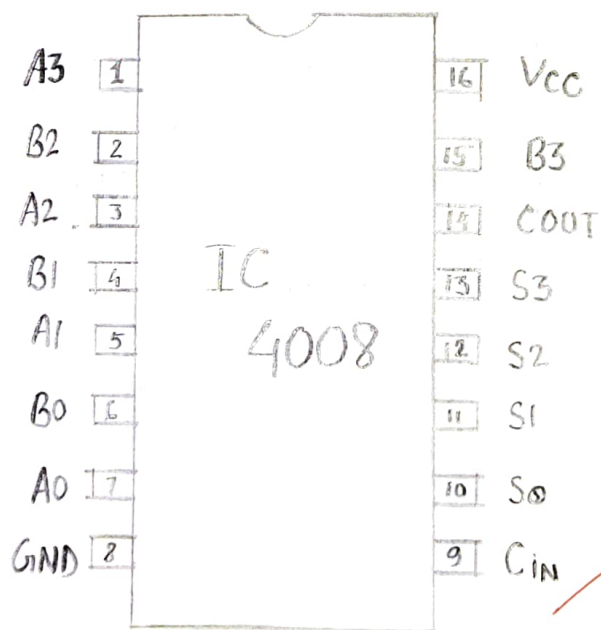 A3 1 16 VCC
B2 2 15 B3
A2 3 14 COUT
B1 4 13 S3
IC
4008
A1 5 12 S2
B0 6 11 S1
A0 7 10 S0
GND 8 9 CIN